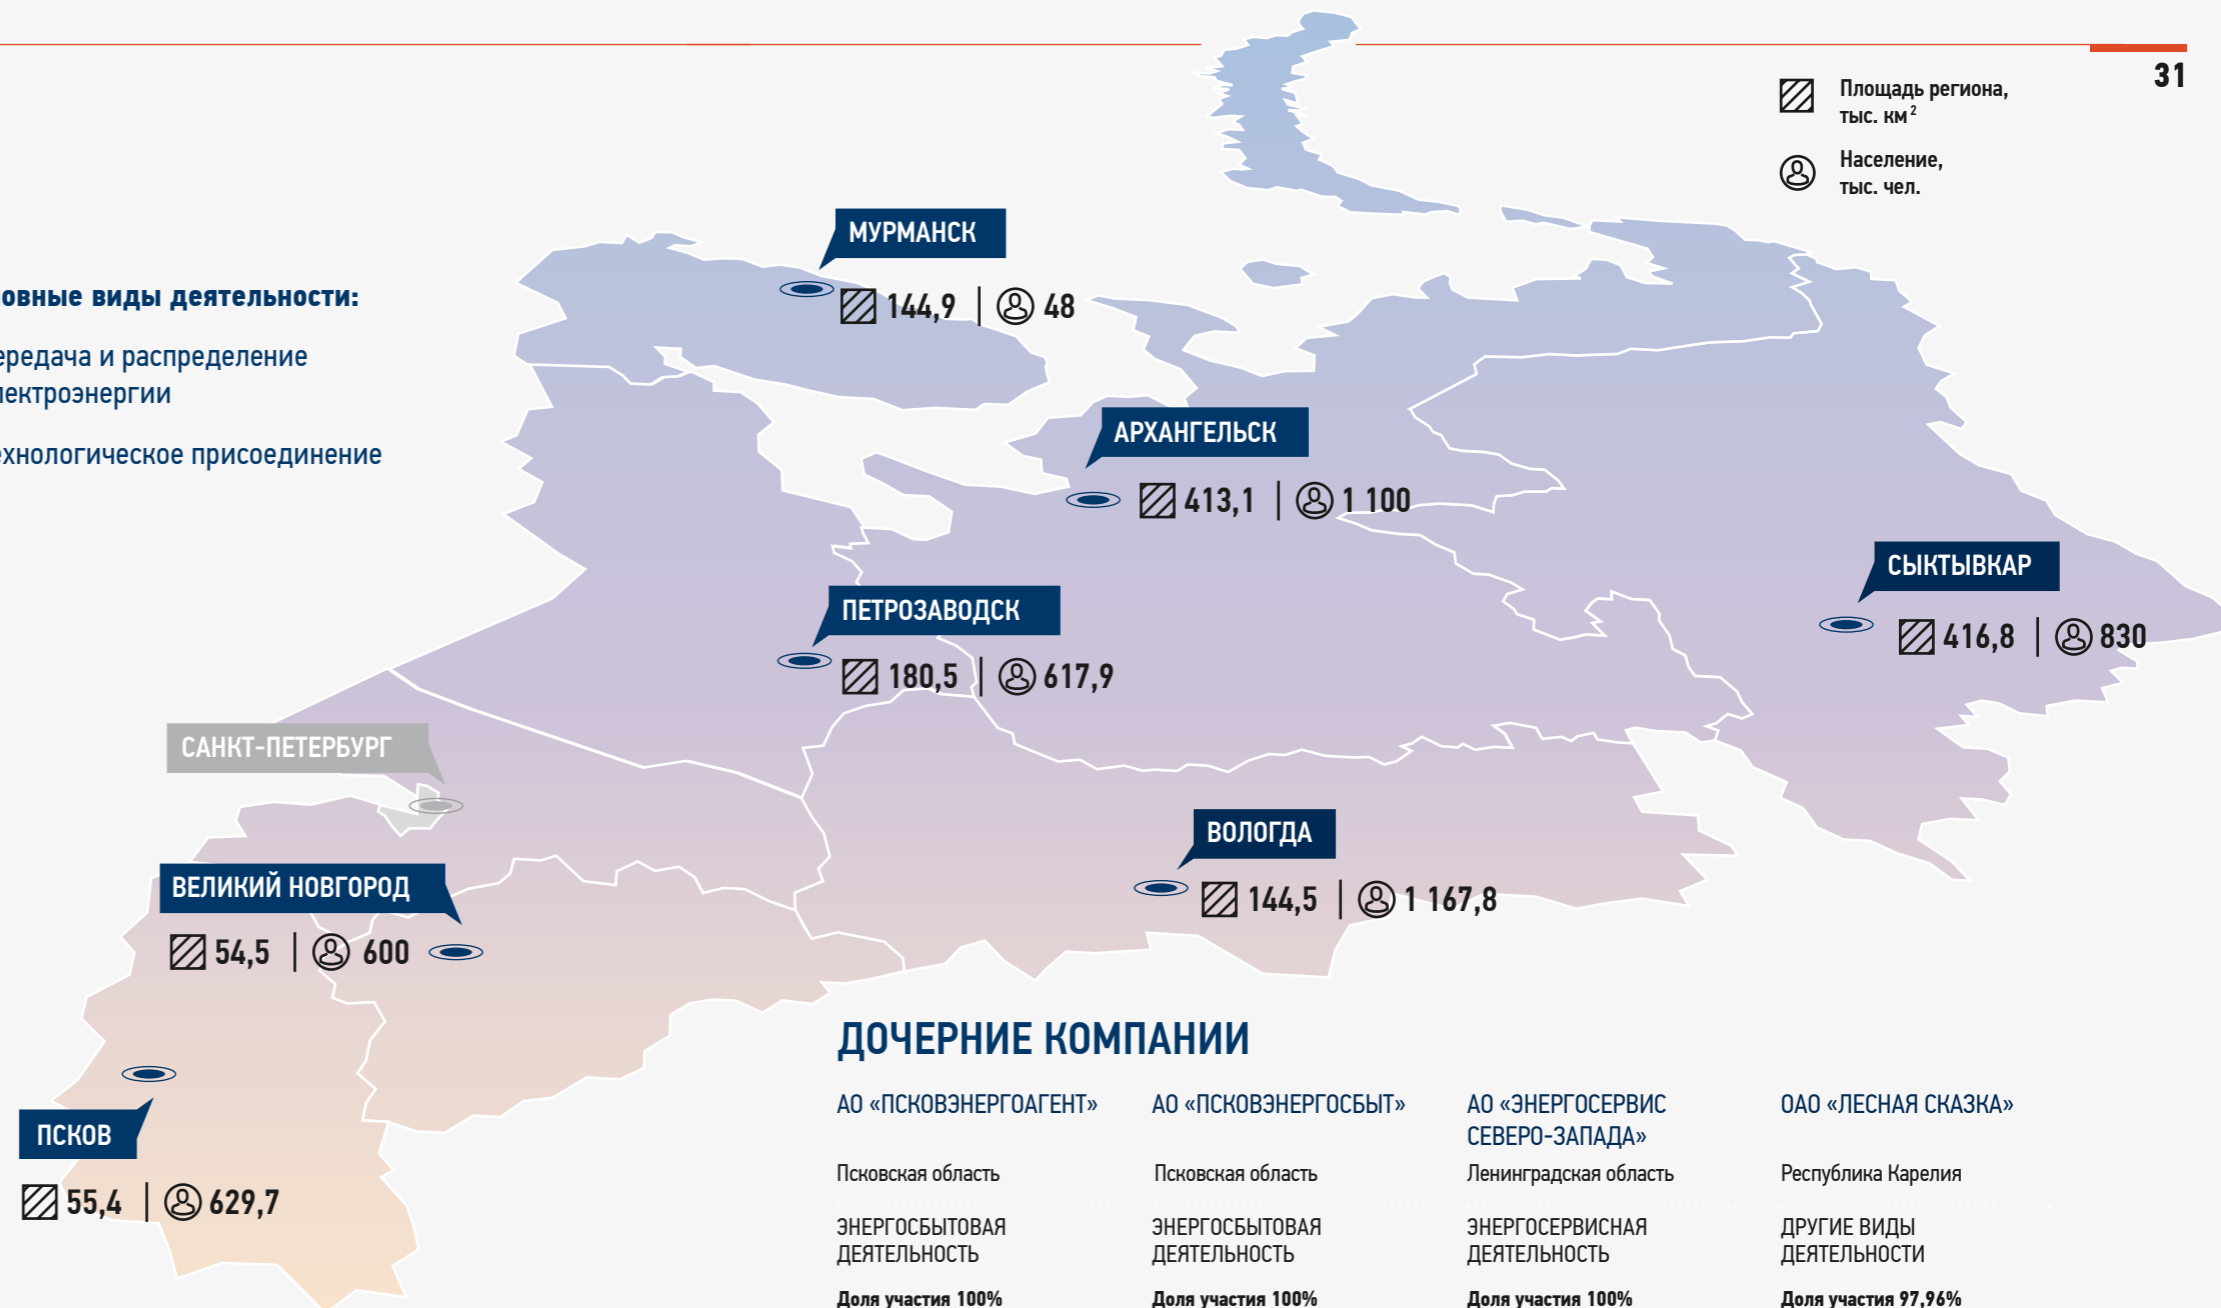 31
Площадь региона,
тыс. км²
Население,
тыс. чел.
овные виды деятельности:
ередача и распределение
лектроэнергии
ехнологическое присоединение
МУРМАНСК
144,9 | 48
АРХАНГЕЛЬСК
413,1 | 1 100
СЫКТЫВКАР
416,8 | 830
ПЕТРОЗАВОДСК
180,5 | 617,9
САНКТ-ПЕТЕРБУРГ
ВОЛОГДА
144,5 | 1 167,8
ВЕЛИКИЙ НОВГОРОД
54,5 | 600
ПСКОВ
55,4 | 629,7
ДОЧЕРНИЕ КОМПАНИИ
АО «ПСКОВЭНЕРГОАГЕНТ»
Псковская область
ЭНЕРГОСБЫТОВАЯ
ДЕЯТЕЛЬНОСТЬ
Доля участия 100%
АО «ПСКОВЭНЕРГОСБЫТ»
Псковская область
ЭНЕРГОСБЫТОВАЯ
ДЕЯТЕЛЬНОСТЬ
Доля участия 100%
АО «ЭНЕРГОСЕРВИС
СЕВЕРО-ЗАПАДА»
Ленинградская область
ЭНЕРГОСЕРВИСНАЯ
ДЕЯТЕЛЬНОСТЬ
Доля участия 100%
ОАО «ЛЕСНАЯ СКАЗКА»
Республика Карелия
ДРУГИЕ ВИДЫ
ДЕЯТЕЛЬНОСТИ
Доля участия 97,96%